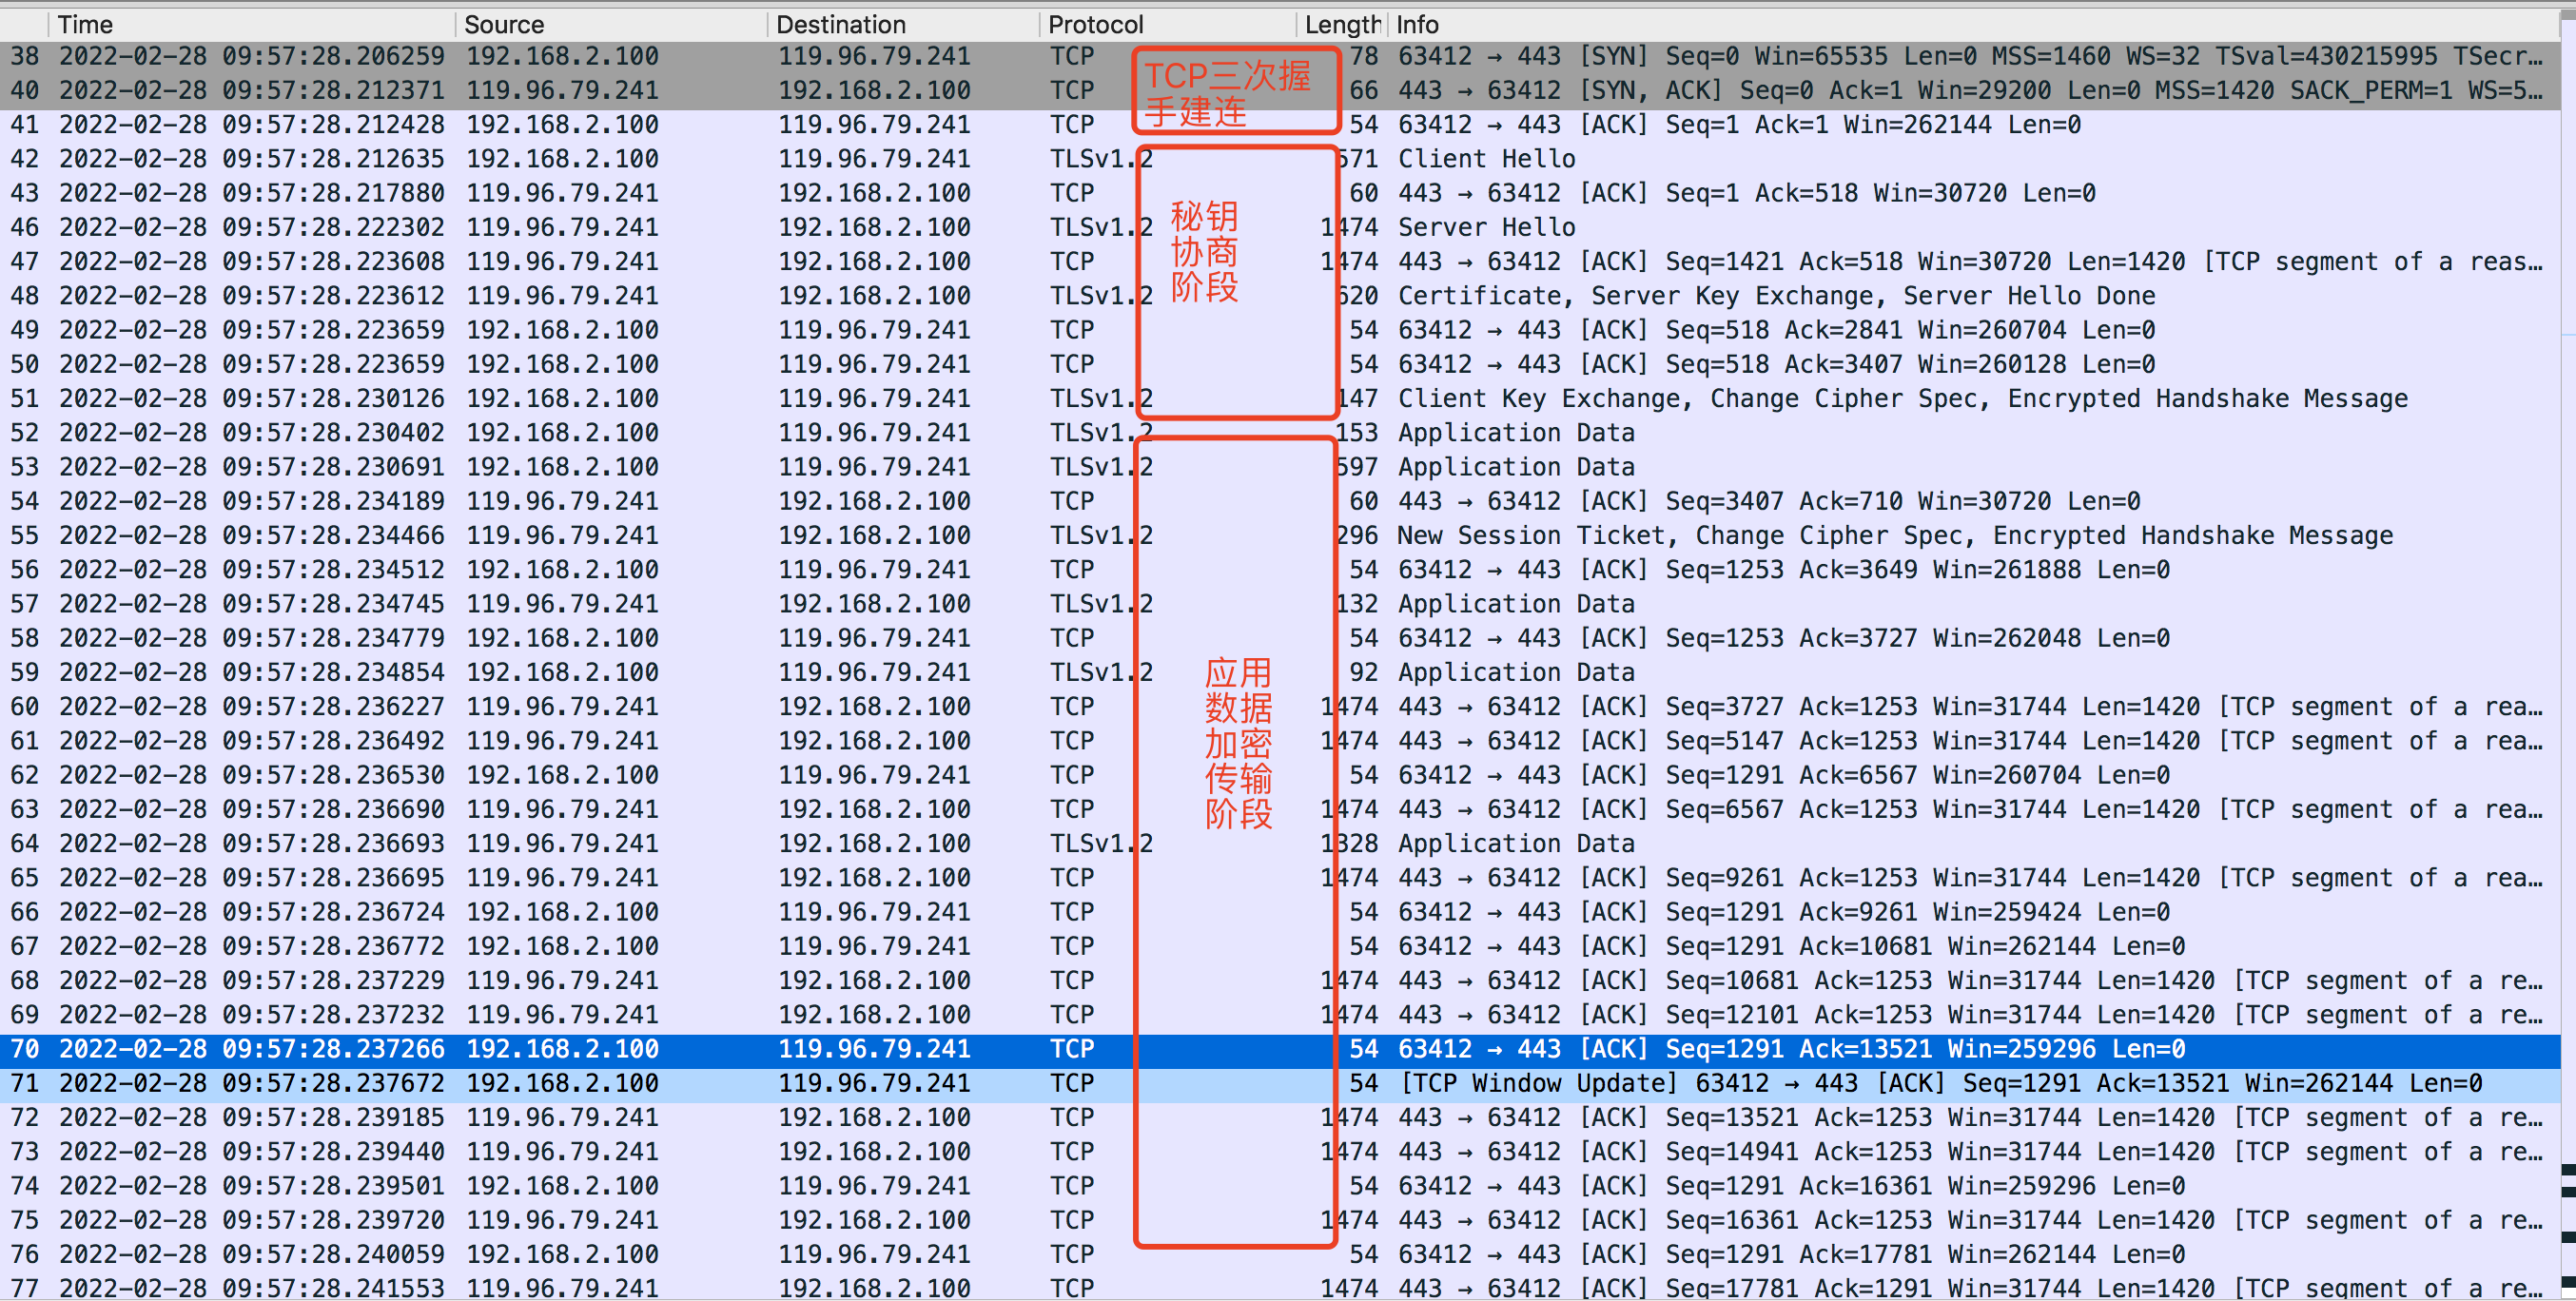 Time Source Destination Protocol Length Info
38 2022-02-28 09:57:28.206259 192.168.2.100 119.96.79.241 TCP 78 63412 → 443 [SYN] Seq=0 Win=65535 Len=0 MSS=1460 WS=32 TSval=430215995 TSecr…
40 2022-02-28 09:57:28.212371 119.96.79.241 192.168.2.100 TCP 66 443 → 63412 [SYN, ACK] Seq=0 Ack=1 Win=29200 Len=0 MSS=1420 SACK_PERM=1 WS=5…
41 2022-02-28 09:57:28.212428 192.168.2.100 119.96.79.241 TCP 54 63412 → 443 [ACK] Seq=1 Ack=1 Win=262144 Len=0
TCP三次握
手建连
42 2022-02-28 09:57:28.212635 192.168.2.100 119.96.79.241 TLSv1.2 571 Client Hello
43 2022-02-28 09:57:28.217880 119.96.79.241 192.168.2.100 TCP 60 443 → 63412 [ACK] Seq=1 Ack=518 Win=30720 Len=0
46 2022-02-28 09:57:28.222302 119.96.79.241 192.168.2.100 TLSv1.2 1474 Server Hello
47 2022-02-28 09:57:28.223608 119.96.79.241 192.168.2.100 TCP 1474 443 → 63412 [ACK] Seq=1421 Ack=518 Win=30720 Len=1420 [TCP segment of a reas…
48 2022-02-28 09:57:28.223612 119.96.79.241 192.168.2.100 TLSv1.2 620 Certificate, Server Key Exchange, Server Hello Done
49 2022-02-28 09:57:28.223659 192.168.2.100 119.96.79.241 TCP 54 63412 → 443 [ACK] Seq=518 Ack=2841 Win=260704 Len=0
50 2022-02-28 09:57:28.223659 192.168.2.100 119.96.79.241 TCP 54 63412 → 443 [ACK] Seq=518 Ack=3407 Win=260128 Len=0
51 2022-02-28 09:57:28.230126 192.168.2.100 119.96.79.241 TLSv1.2 147 Client Key Exchange, Change Cipher Spec, Encrypted Handshake Message
秘钥
协商
阶段
52 2022-02-28 09:57:28.230402 192.168.2.100 119.96.79.241 TLSv1.2 153 Application Data
53 2022-02-28 09:57:28.230691 192.168.2.100 119.96.79.241 TLSv1.2 597 Application Data
54 2022-02-28 09:57:28.234189 119.96.79.241 192.168.2.100 TCP 60 443 → 63412 [ACK] Seq=3407 Ack=710 Win=30720 Len=0
55 2022-02-28 09:57:28.234466 119.96.79.241 192.168.2.100 TLSv1.2 296 New Session Ticket, Change Cipher Spec, Encrypted Handshake Message
56 2022-02-28 09:57:28.234512 192.168.2.100 119.96.79.241 TCP 54 63412 → 443 [ACK] Seq=1253 Ack=3649 Win=261888 Len=0
57 2022-02-28 09:57:28.234745 119.96.79.241 192.168.2.100 TLSv1.2 132 Application Data
58 2022-02-28 09:57:28.234779 192.168.2.100 119.96.79.241 TCP 54 63412 → 443 [ACK] Seq=1253 Ack=3727 Win=262048 Len=0
59 2022-02-28 09:57:28.234854 192.168.2.100 119.96.79.241 TLSv1.2 92 Application Data
60 2022-02-28 09:57:28.236227 119.96.79.241 192.168.2.100 TCP 1474 443 → 63412 [ACK] Seq=3727 Ack=1253 Win=31744 Len=1420 [TCP segment of a rea…
61 2022-02-28 09:57:28.236492 119.96.79.241 192.168.2.100 TCP 1474 443 → 63412 [ACK] Seq=5147 Ack=1253 Win=31744 Len=1420 [TCP segment of a rea…
62 2022-02-28 09:57:28.236530 192.168.2.100 119.96.79.241 TCP 54 63412 → 443 [ACK] Seq=1291 Ack=6567 Win=260704 Len=0
63 2022-02-28 09:57:28.236690 119.96.79.241 192.168.2.100 TCP 1474 443 → 63412 [ACK] Seq=6567 Ack=1253 Win=31744 Len=1420 [TCP segment of a rea…
64 2022-02-28 09:57:28.236693 119.96.79.241 192.168.2.100 TLSv1.2 1328 Application Data
65 2022-02-28 09:57:28.236695 119.96.79.241 192.168.2.100 TCP 1474 443 → 63412 [ACK] Seq=9261 Ack=1253 Win=31744 Len=1420 [TCP segment of a rea…
66 2022-02-28 09:57:28.236724 192.168.2.100 119.96.79.241 TCP 54 63412 → 443 [ACK] Seq=1291 Ack=9261 Win=259424 Len=0
67 2022-02-28 09:57:28.236772 192.168.2.100 119.96.79.241 TCP 54 63412 → 443 [ACK] Seq=1291 Ack=10681 Win=262144 Len=0
68 2022-02-28 09:57:28.237229 119.96.79.241 192.168.2.100 TCP 1474 443 → 63412 [ACK] Seq=10681 Ack=1253 Win=31744 Len=1420 [TCP segment of a re…
69 2022-02-28 09:57:28.237232 119.96.79.241 192.168.2.100 TCP 1474 443 → 63412 [ACK] Seq=12101 Ack=1253 Win=31744 Len=1420 [TCP segment of a re…
70 2022-02-28 09:57:28.237266 192.168.2.100 119.96.79.241 TCP 54 63412 → 443 [ACK] Seq=1291 Ack=13521 Win=259296 Len=0
71 2022-02-28 09:57:28.237672 192.168.2.100 119.96.79.241 TCP 54 [TCP Window Update] 63412 → 443 [ACK] Seq=1291 Ack=13521 Win=262144 Len=0
72 2022-02-28 09:57:28.239185 119.96.79.241 192.168.2.100 TCP 1474 443 → 63412 [ACK] Seq=13521 Ack=1253 Win=31744 Len=1420 [TCP segment of a re…
73 2022-02-28 09:57:28.239440 119.96.79.241 192.168.2.100 TCP 1474 443 → 63412 [ACK] Seq=14941 Ack=1253 Win=31744 Len=1420 [TCP segment of a re…
74 2022-02-28 09:57:28.239501 192.168.2.100 119.96.79.241 TCP 54 63412 → 443 [ACK] Seq=1291 Ack=16361 Win=259296 Len=0
75 2022-02-28 09:57:28.239720 119.96.79.241 192.168.2.100 TCP 1474 443 → 63412 [ACK] Seq=16361 Ack=1253 Win=31744 Len=1420 [TCP segment of a re…
76 2022-02-28 09:57:28.240059 192.168.2.100 119.96.79.241 TCP 54 63412 → 443 [ACK] Seq=1291 Ack=17781 Win=262144 Len=0
77 2022-02-28 09:57:28.241553 119.96.79.241 192.168.2.100 TCP 1474 443 → 63412 [ACK] Seq=17781 Ack=1291 Win=31744 Len=1420 [TCP segment of a re…
应用
数据
加密
传输
阶段